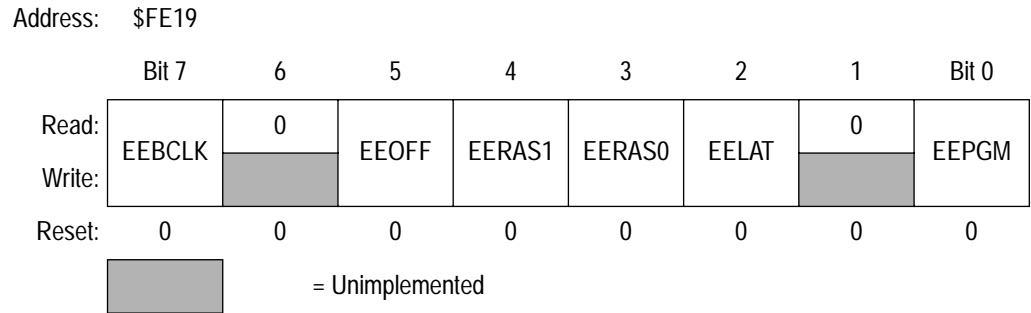 Address: $FE19
Bit 7 6 5 4 3 2 1 Bit 0
Read: 0 0
EEBCLK EEOFF EERAS1 EERAS0 EELAT EEPGM
Write:
Reset: 0 0 0 0 0 0 0 0
= Unimplemented